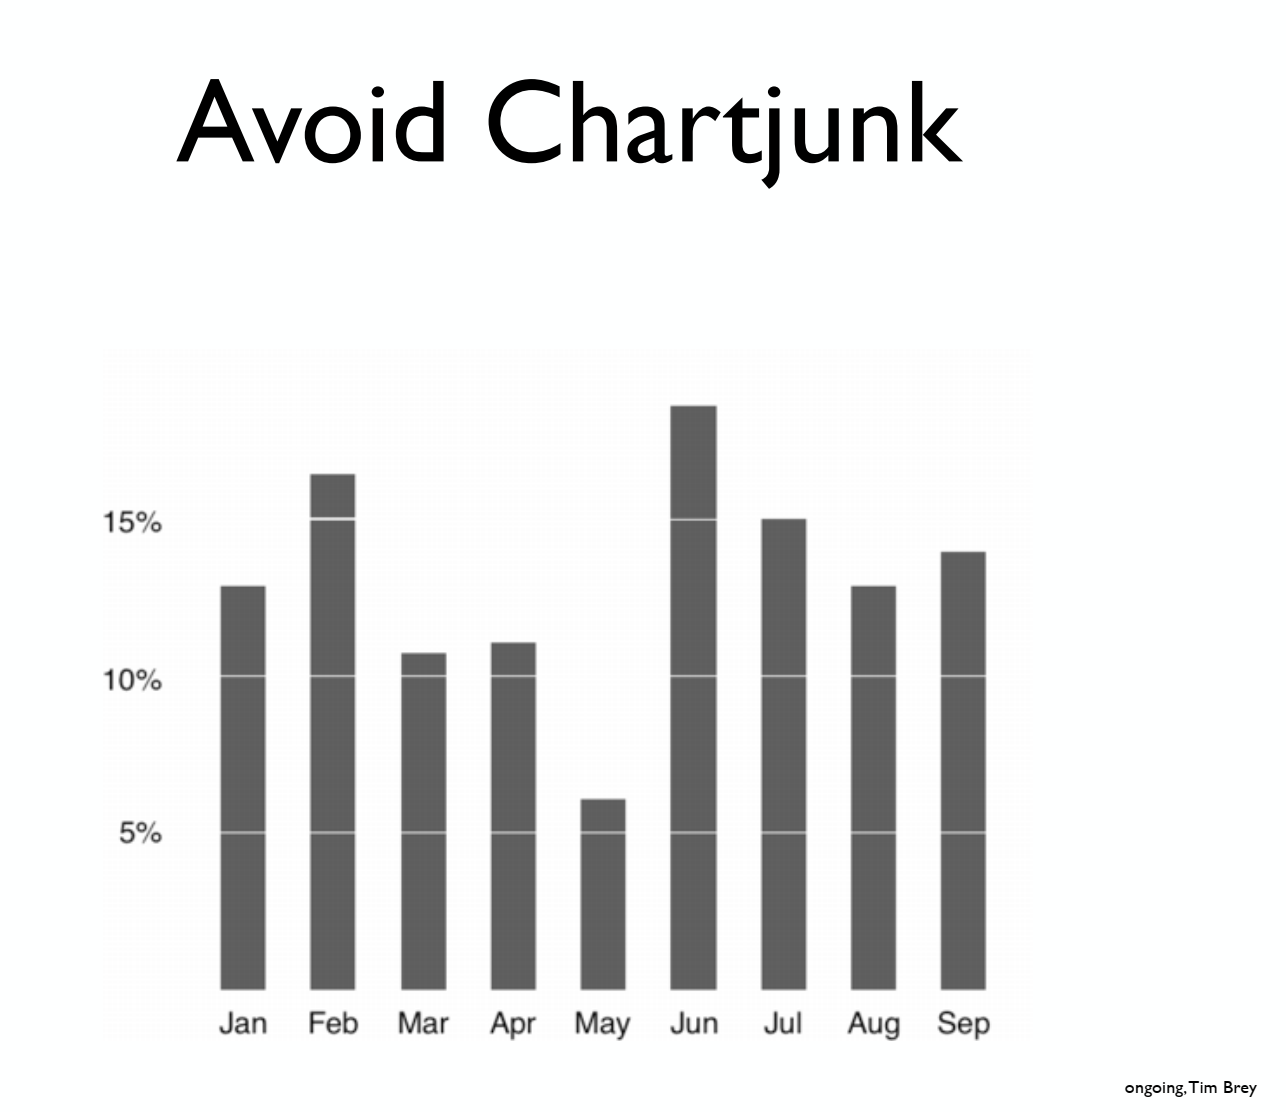 Avoid Chartjunk
15%
10%
5%
Jan Feb Mar Apr May Jun Jul Aug Sep
ongoing, Tim Brey